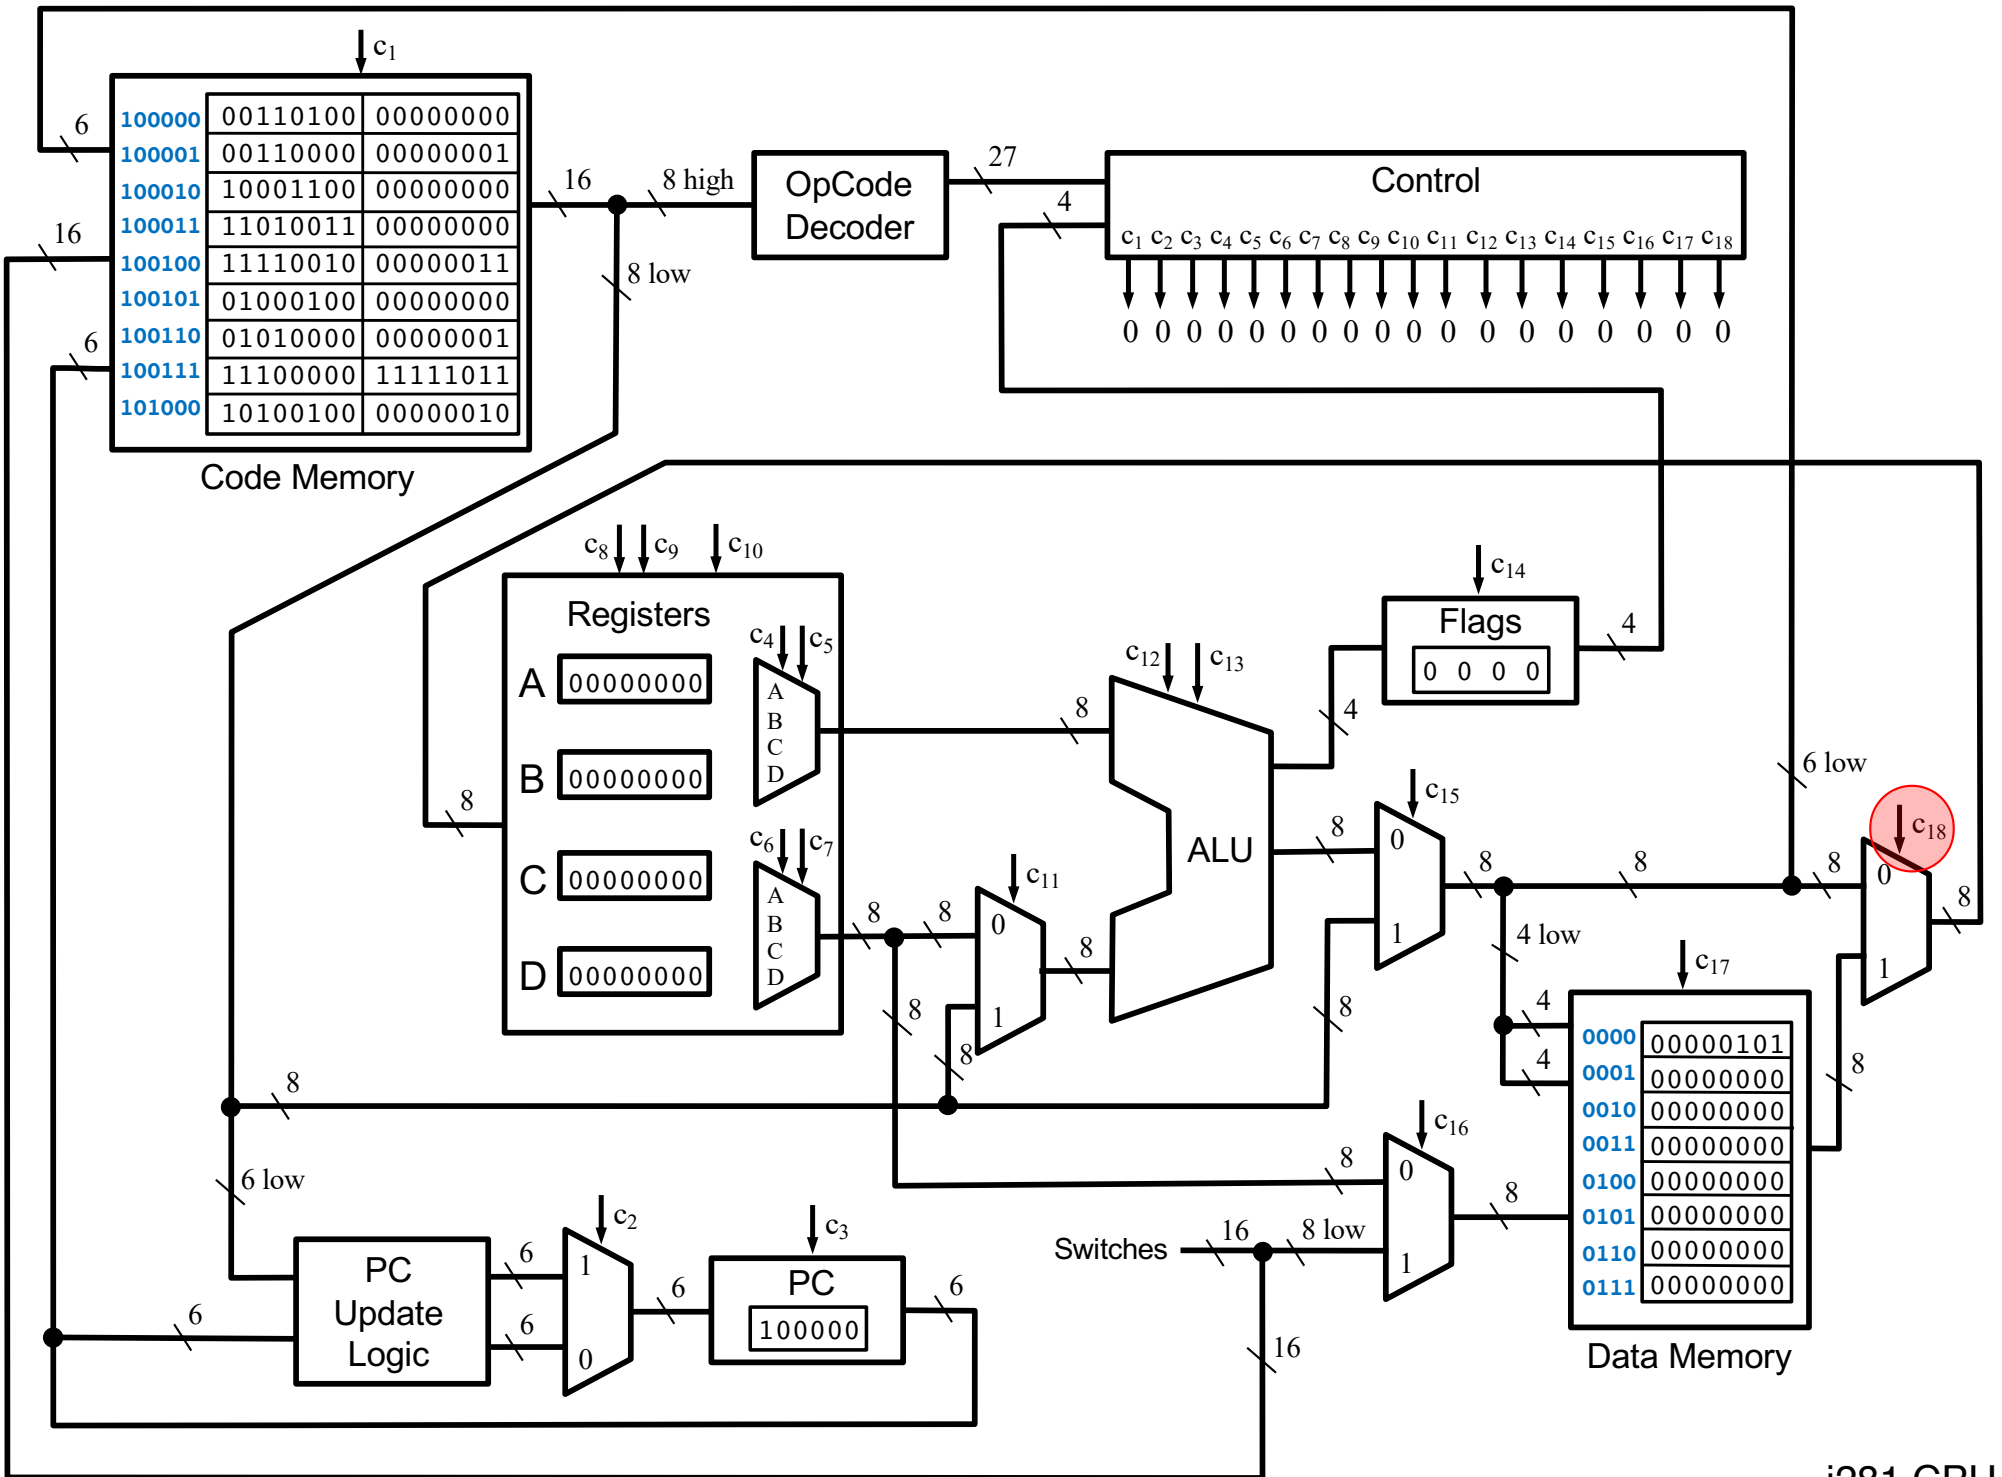 c1
100000 00110100 00000000
100001 00110000 00000001
100010 10001100 00000000
100011 11010011 00000000
100100 11110010 00000011
100101 01000100 00000000
100110 01010000 00000001
100111 11100000 11111011
101000 10100100 00000010
Code Memory
6
16
6
16
8 high
8 low
OpCode
Decoder
27
4
Control
c1 c2 c3 c4 c5 c6 c7 c8 c9 c10 c11 c12 c13 c14 c15 c16 c17 c18
0 0 0 0 0 0 0 0 0 0 0 0 0 0 0 0 0 0
c8 c9 c10
Registers
A 00000000
B 00000000
C 00000000
D 00000000
8
c4 c5
A
B
C
D
c6 c7
A
B
C
D
8
8
8
8
c11
0
1
8
8
c12 c13
ALU
4
8
c14
Flags
0 0 0 0
4
c15
0
1
8
8
8
4 low
6 low
8
c18
0
1
8
c17
4
4
0000 00000101
0001 00000000
0010 00000000
0011 00000000
0100 00000000
0101 00000000
0110 00000000
0111 00000000
Data Memory
8
8
c16
0
1
8
8
Switches
16
8 low
16
6 low
PC
Update
Logic
6
6
6
c2
1
0
6
c3
PC
100000
6
i281 CPU